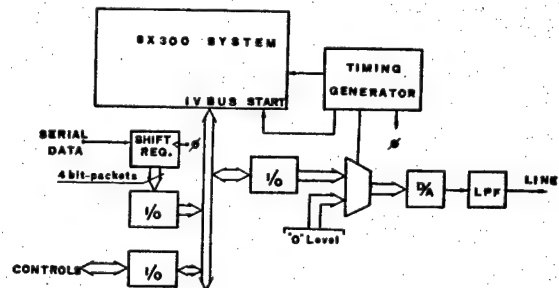 8X300 SYSTEM
IV BUS START
TIMING
GENERATOR
ø
SERIAL
DATA
SHIFT
REG.
ø
4 bit-packets
I/O
I/O
I/O
CONTROLS
"O" Level
D/A
LPF
LINE